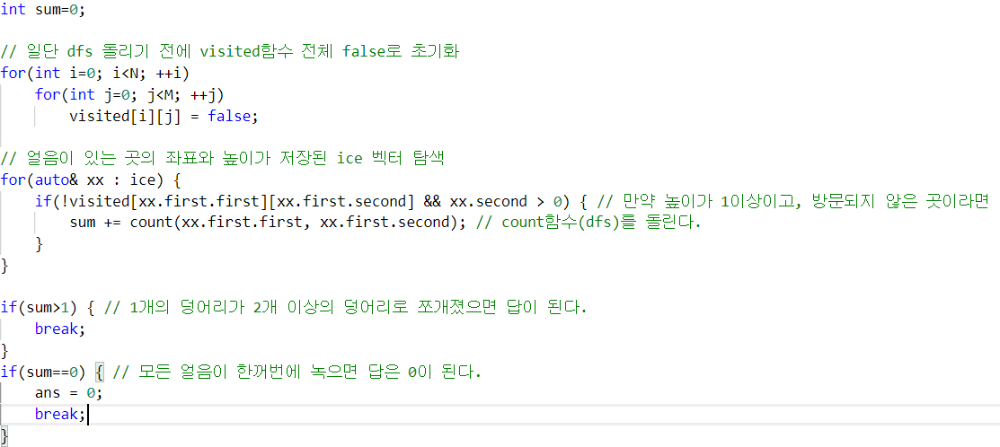 int sum=0;
// 일단 dfs 돌리기 전에 visited함수 전체 false로 초기화
for(int i=0; i<N; ++i)
for(int j=0; j<M; ++j)
visited[i][j] = false;
// 얼음이 있는 곳의 좌표와 높이가 저장된 ice 벡터 탐색
for(auto& xx : ice) {
if(!visited[xx.first.first][xx.first.second] && xx.second > 0) { // 만약 높이가 1이상이고, 방문되지 않은 곳이라면
sum += count(xx.first.first, xx.first.second); // count함수(dfs)를 돌린다.
}
}
if(sum>1) { // 1개의 덩어리가 2개 이상의 덩어리로 쪼개졌으면 답이 된다.
break;
}
if(sum==0) { // 모든 얼음이 한꺼번에 녹으면 답은 0이 된다.
ans = 0;
break;
}